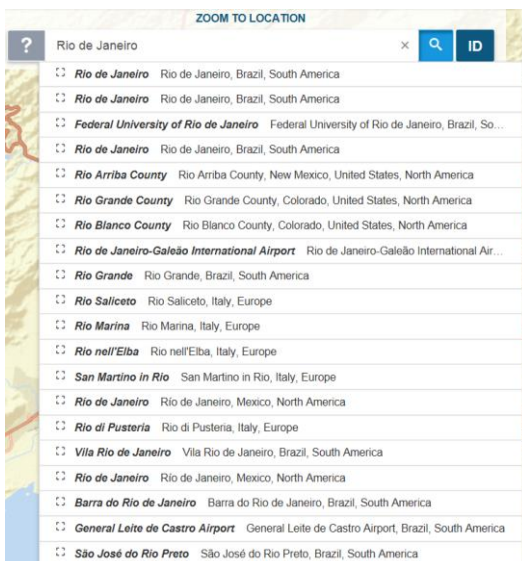 ZOOM TO LOCATION
? Rio de Janeiro × ID
Rio de Janeiro Rio de Janeiro, Brazil, South America
Rio de Janeiro Rio de Janeiro, Brazil, South America
Federal University of Rio de Janeiro Federal University of Rio de Janeiro, Brazil, So...
Rio de Janeiro Rio de Janeiro, Brazil, South America
Rio Arriba County Rio Arriba County, New Mexico, United States, North America
Rio Grande County Rio Grande County, Colorado, United States, North America
Rio Blanco County Rio Blanco County, Colorado, United States, North America
Rio de Janeiro-Galeão International Airport Rio de Janeiro-Galeão International Air...
Rio Grande Rio Grande, Brazil, South America
Rio Saliceto Rio Saliceto, Italy, Europe
Rio Marina Rio Marina, Italy, Europe
Rio nell'Elba Rio nell'Elba, Italy, Europe
San Martino in Rio San Martino in Rio, Italy, Europe
Río de Janeiro Río de Janeiro, Mexico, North America
Rio di Pusteria Rio di Pusteria, Italy, Europe
Vila Rio de Janeiro Vila Rio de Janeiro, Brazil, South America
Río de Janeiro Río de Janeiro, Mexico, North America
Barra do Rio de Janeiro Barra do Rio de Janeiro, Brazil, South America
General Leite de Castro Airport General Leite de Castro Airport, Brazil, South America
São José do Rio Preto São José do Rio Preto, Brazil, South America